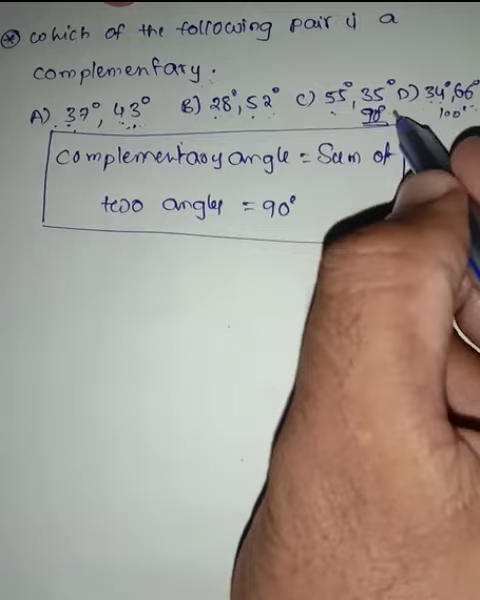 which of the following pair is a
complementary.
A) 37°, 43° B) 28°, 52° C) 55°, 35° D) 34°, 66°
90° 100°
Complementary angle = Sum of
two angles = 90°